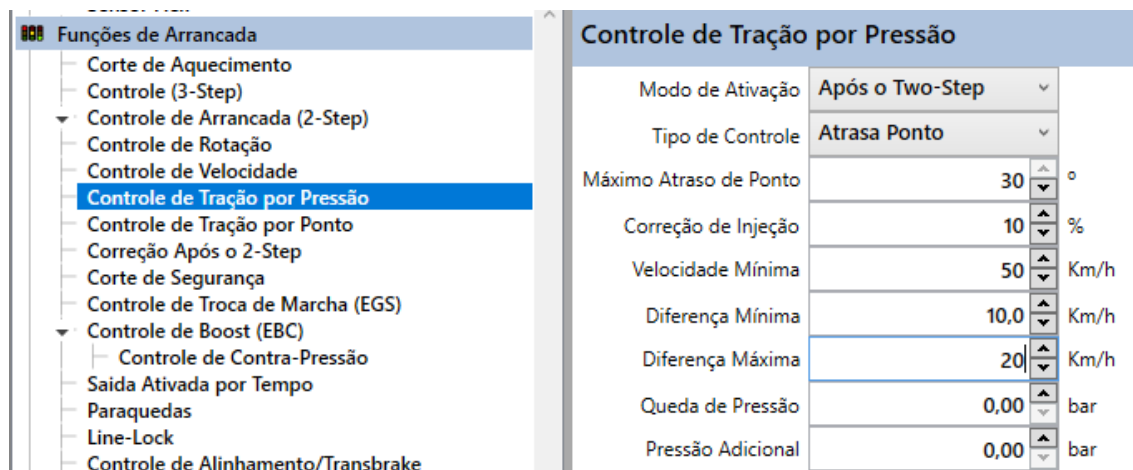 Funções de Arrancada
Corte de Aquecimento
Controle (3-Step)
Controle de Arrancada (2-Step)
Controle de Rotação
Controle de Velocidade
Controle de Tração por Pressão
Controle de Tração por Ponto
Correção Após o 2-Step
Corte de Segurança
Controle de Troca de Marcha (EGS)
Controle de Boost (EBC)
Controle de Contra-Pressão
Saida Ativada por Tempo
Paraquedas
Line-Lock
Controle de Alinhamento/Transbrake
Controle de Tração por Pressão
Modo de Ativação Após o Two-Step
Tipo de Controle Atrasa Ponto
Máximo Atraso de Ponto 30 °
Correção de Injeção 10 %
Velocidade Mínima 50 Km/h
Diferença Mínima 10,0 Km/h
Diferença Máxima 20 Km/h
Queda de Pressão 0,00 bar
Pressão Adicional 0,00 bar